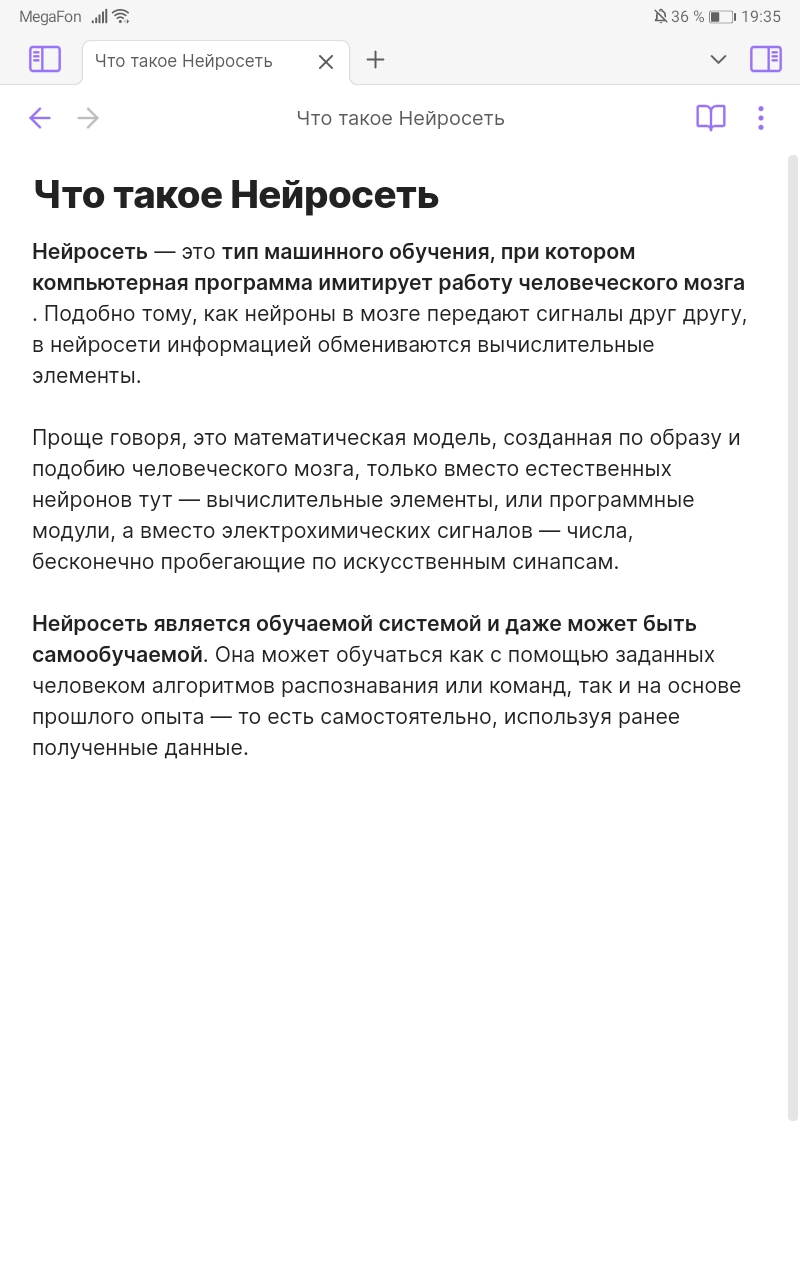 MegaFon 36 % 19:35
Что такое Нейросеть
Что такое Нейросеть
Что такое Нейросеть
Нейросеть — это тип машинного обучения, при котором
компьютерная программа имитирует работу человеческого мозга
. Подобно тому, как нейроны в мозге передают сигналы друг другу,
в нейросети информацией обмениваются вычислительные
элементы.
Проще говоря, это математическая модель, созданная по образу и
подобию человеческого мозга, только вместо естественных
нейронов тут — вычислительные элементы, или программные
модули, а вместо электрохимических сигналов — числа,
бесконечно пробегающие по искусственным синапсам.
Нейросеть является обучаемой системой и даже может быть
самообучаемой. Она может обучаться как с помощью заданных
человеком алгоритмов распознавания или команд, так и на основе
прошлого опыта — то есть самостоятельно, используя ранее
полученные данные.